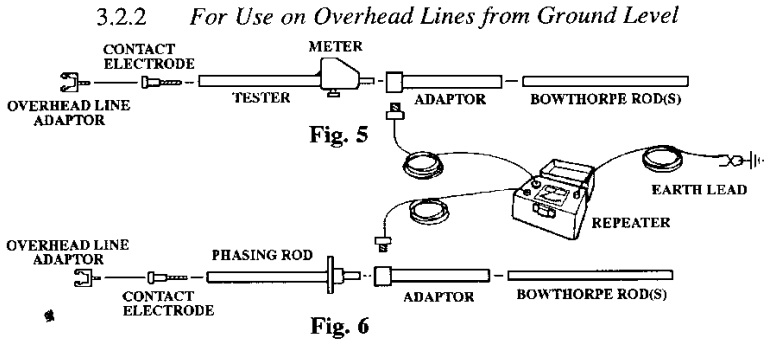 3.2.2 For Use on Overhead Lines from Ground Level
METER
CONTACT
ELECTRODE
OVERHEAD LINE
ADAPTOR
TESTER
ADAPTOR
BOWTHORPE ROD(S)
Fig. 5
EARTH LEAD
REPEATER
OVERHEAD LINE
ADAPTOR
PHASING ROD
CONTACT
ELECTRODE
ADAPTOR
BOWTHORPE ROD(S)
Fig. 6